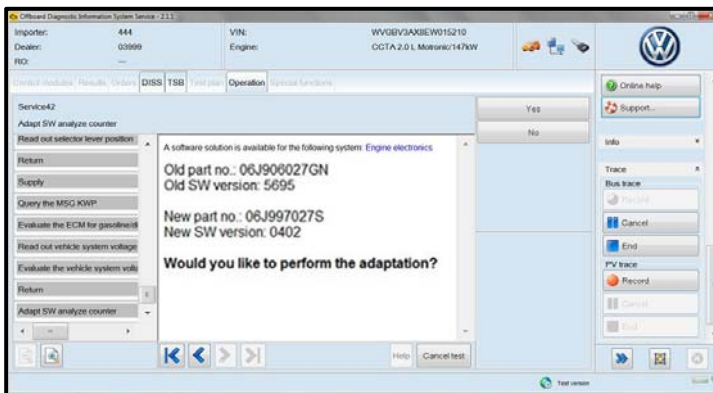 Offboard Diagnostic Information System Service - 2.1.1
Importer: 444
Dealer: 03999
RO: ---
VIN: WVGBV3AX8EW015210
Engine: CCTA 2.0 L Motronic/147kW
Control modules Results Orders DISS TSB Test plan Operation Special functions
Service42
Adapt SW analyze counter
Read out selector lever position
Return
Supply
Query the MSG KWP
Evaluate the ECM for gasoline/di
Read out vehicle system voltage
Evaluate the vehicle system volt
Return
Adapt SW analyze counter
A software solution is available for the following system: Engine electronics
Old part no.: 06J906027GN
Old SW version: 5695
New part no.: 06J997027S
New SW version: 0402
Would you like to perform the adaptation?
Help
Cancel test
Yes
No
Online help
Support...
Info
Trace
Bus trace
Record
Cancel
End
PV trace
Record
Cancel
End
Test version